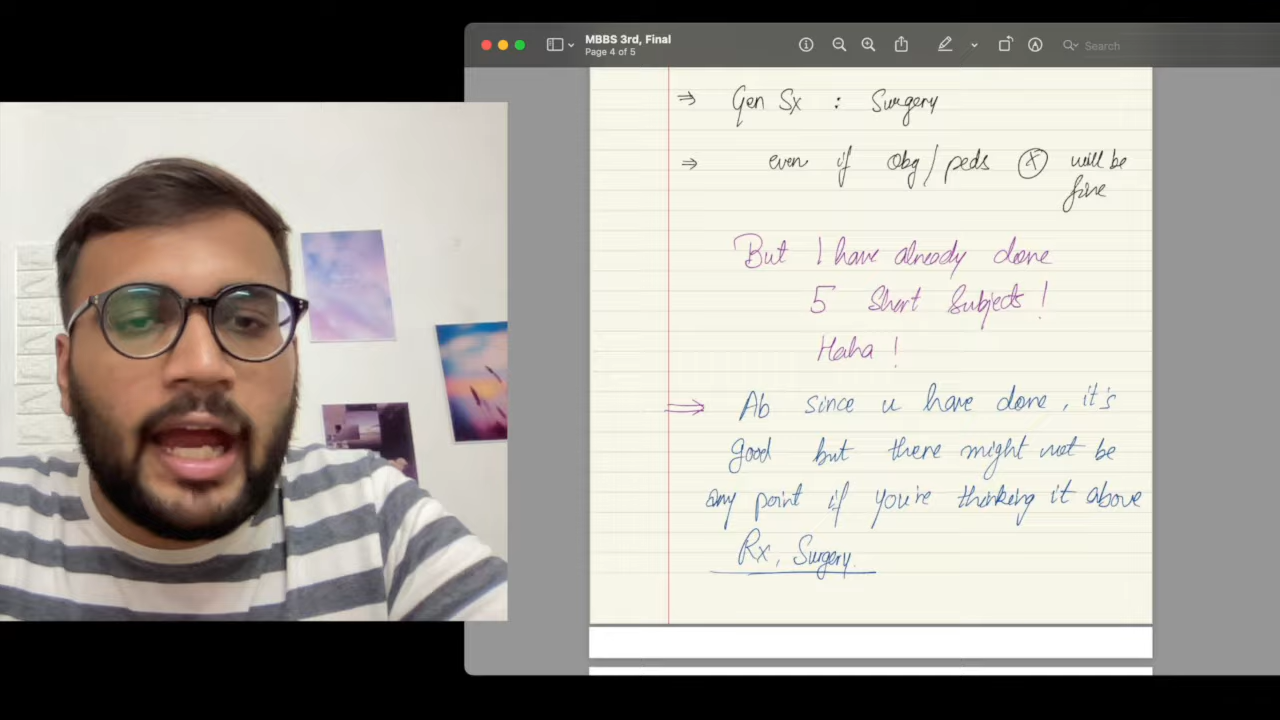 MBBS 3rd, Final
Page 4 of 5
Search
⇒ Gen Sx : Surgery
⇒ even if obg/peds Ⓧ will be
fine
But I have already done
5 Short Subjects !
Haha !
⇒ Ab since u have done, it's
good but there might not be
any point if you're thinking it above
Rx, Surgery.